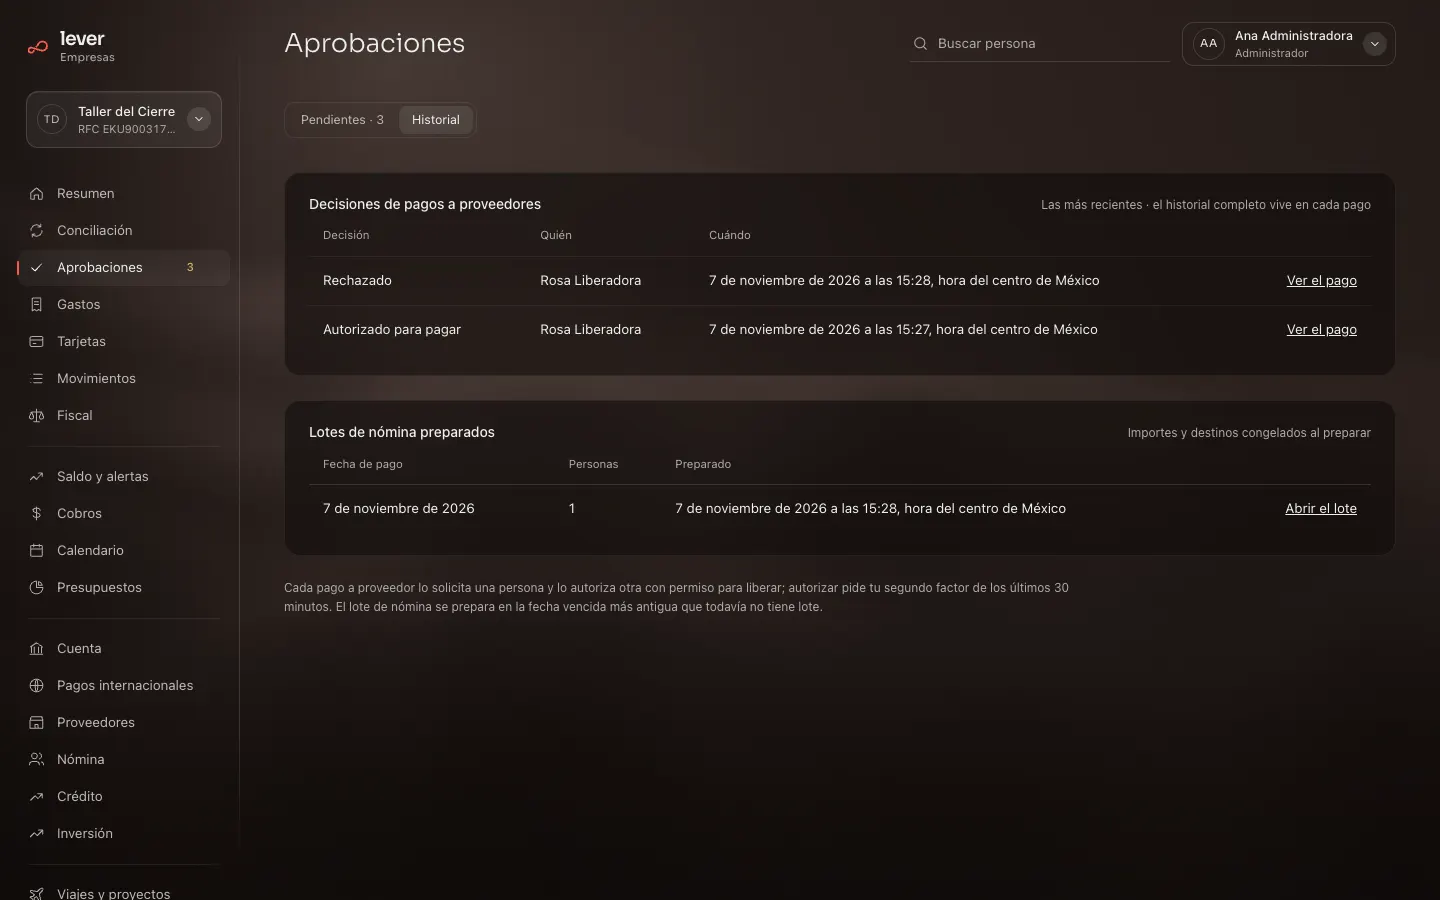 lever
Empresas
TD
Taller del Cierre
RFC EKU900317...
Resumen
Conciliación
Aprobaciones 3
Gastos
Tarjetas
Movimientos
Fiscal
Saldo y alertas
Cobros
Calendario
Presupuestos
Cuenta
Pagos internacionales
Proveedores
Nómina
Crédito
Inversión
Viajes y proyectos
Aprobaciones
Buscar persona
AA
Ana Administradora
Administrador
Pendientes · 3 Historial
Decisiones de pagos a proveedores Las más recientes · el historial completo vive en cada pago
Decisión Quién Cuándo
Rechazado Rosa Liberadora 7 de noviembre de 2026 a las 15:28, hora del centro de México Ver el pago
Autorizado para pagar Rosa Liberadora 7 de noviembre de 2026 a las 15:27, hora del centro de México Ver el pago
Lotes de nómina preparados Importes y destinos congelados al preparar
Fecha de pago Personas Preparado
7 de noviembre de 2026 1 7 de noviembre de 2026 a las 15:28, hora del centro de México Abrir el lote
Cada pago a proveedor lo solicita una persona y lo autoriza otra con permiso para liberar; autorizar pide tu segundo factor de los últimos 30
minutos. El lote de nómina se prepara en la fecha vencida más antigua que todavía no tiene lote.